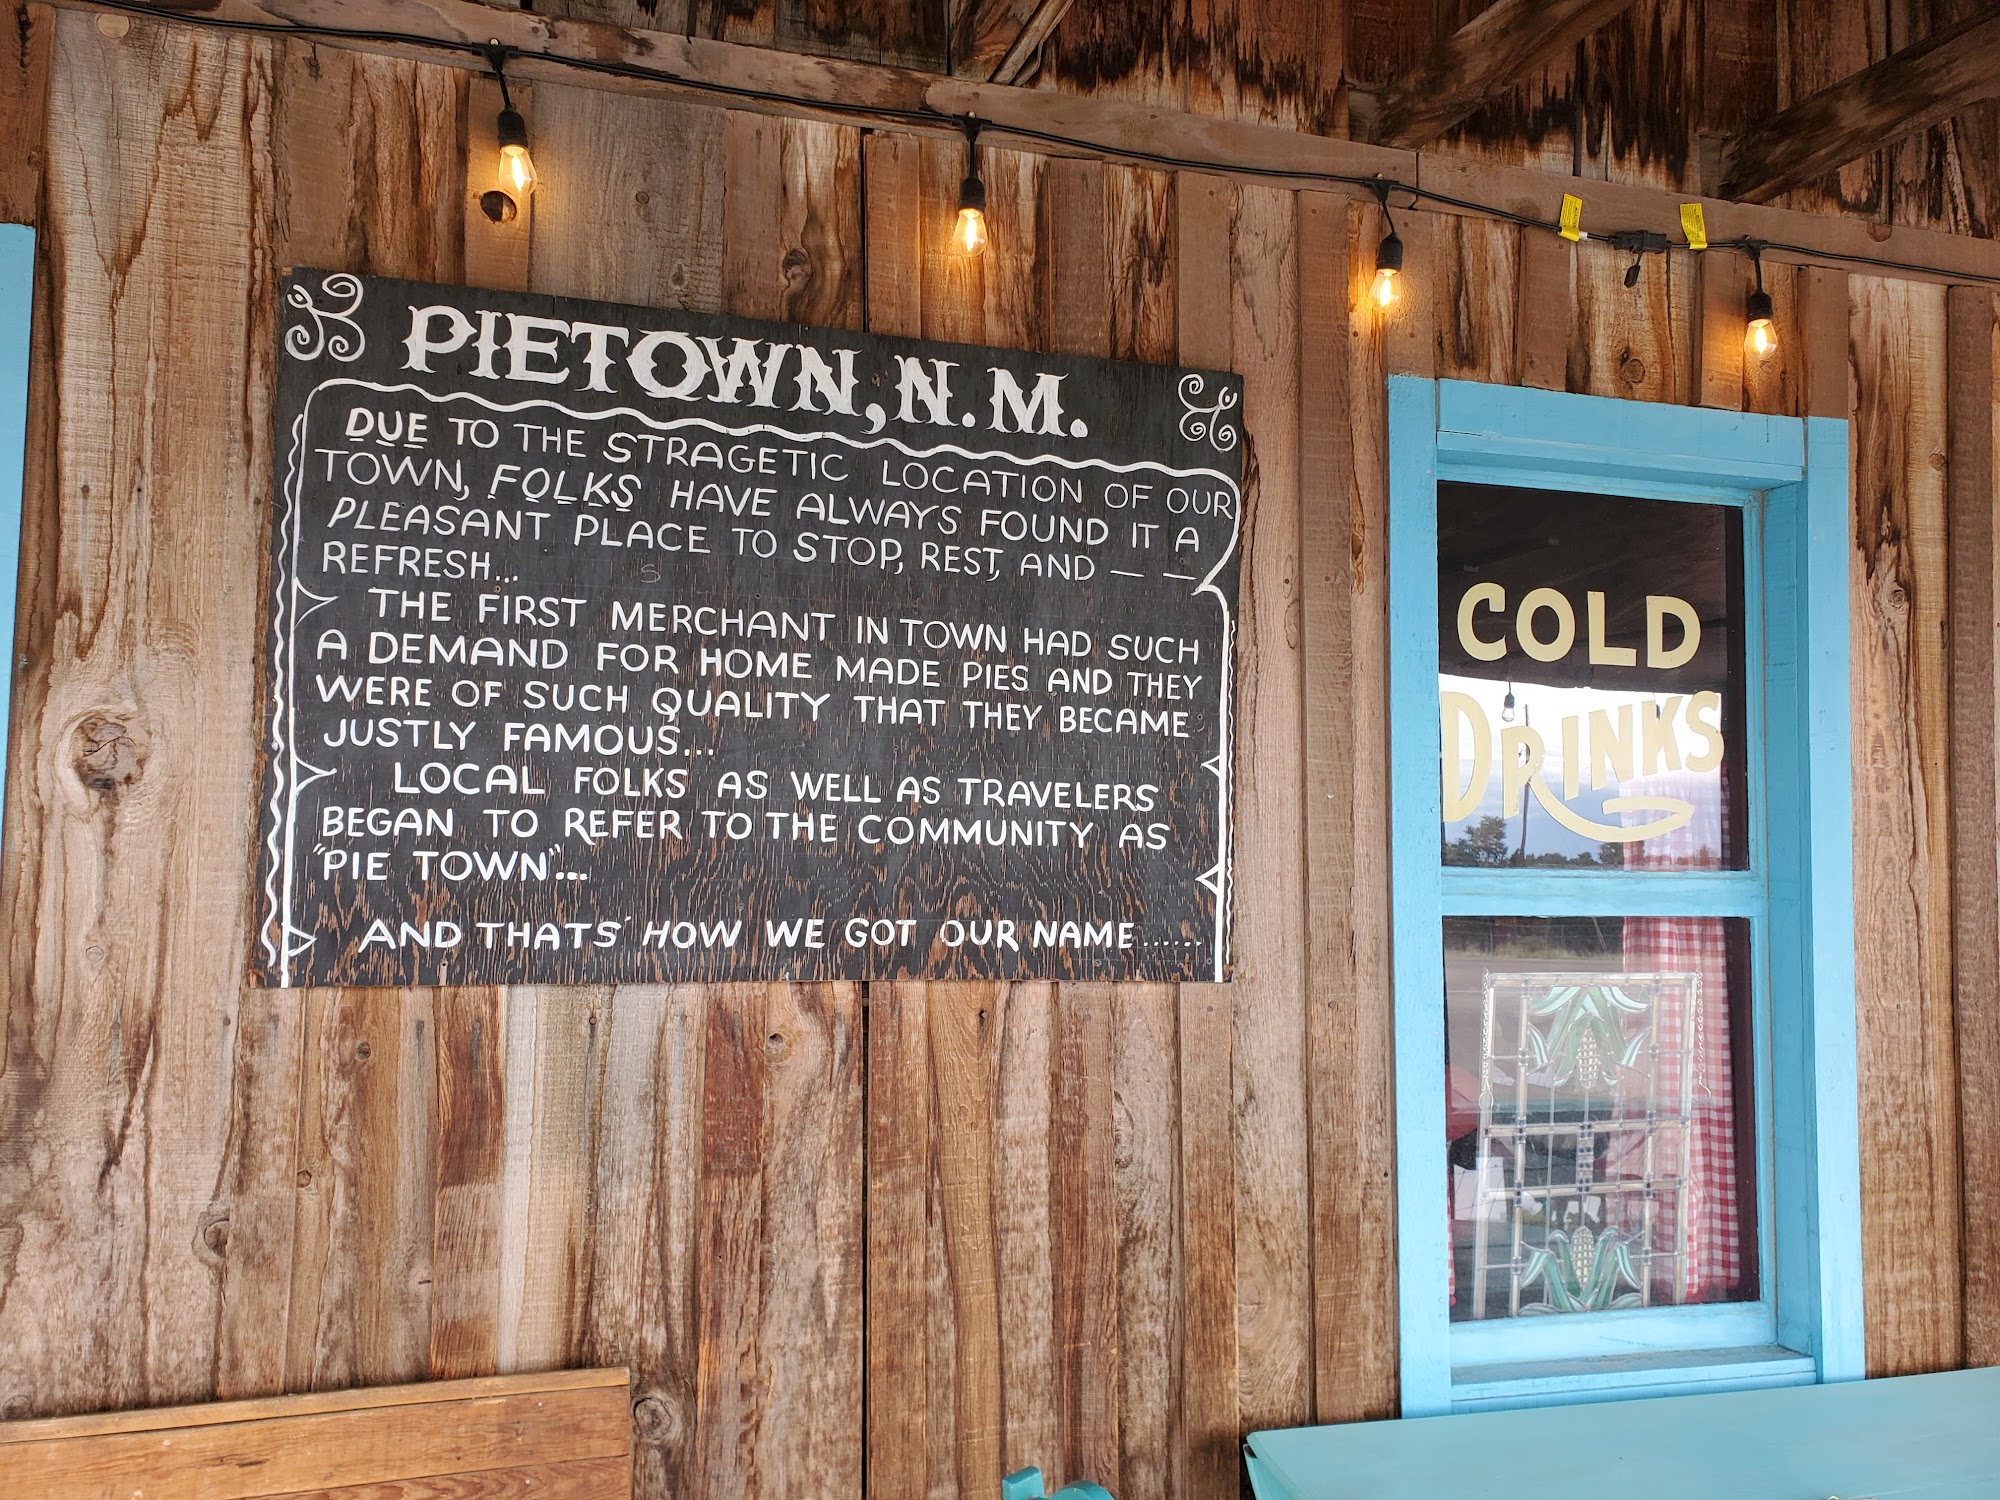 PIETOWN, N.M.
DUE TO THE STRAGETIC LOCATION OF OUR
TOWN, FOLKS HAVE ALWAYS FOUND IT A
PLEASANT PLACE TO STOP, REST, AND — —
REFRESH...
THE FIRST MERCHANT IN TOWN HAD SUCH
A DEMAND FOR HOME MADE PIES AND THEY
WERE OF SUCH QUALITY THAT THEY BECAME
JUSTLY FAMOUS...
LOCAL FOLKS AS WELL AS TRAVELERS
BEGAN TO REFER TO THE COMMUNITY AS
"PIE TOWN"...
AND THATS' HOW WE GOT OUR NAME......
COLD
DRINKS